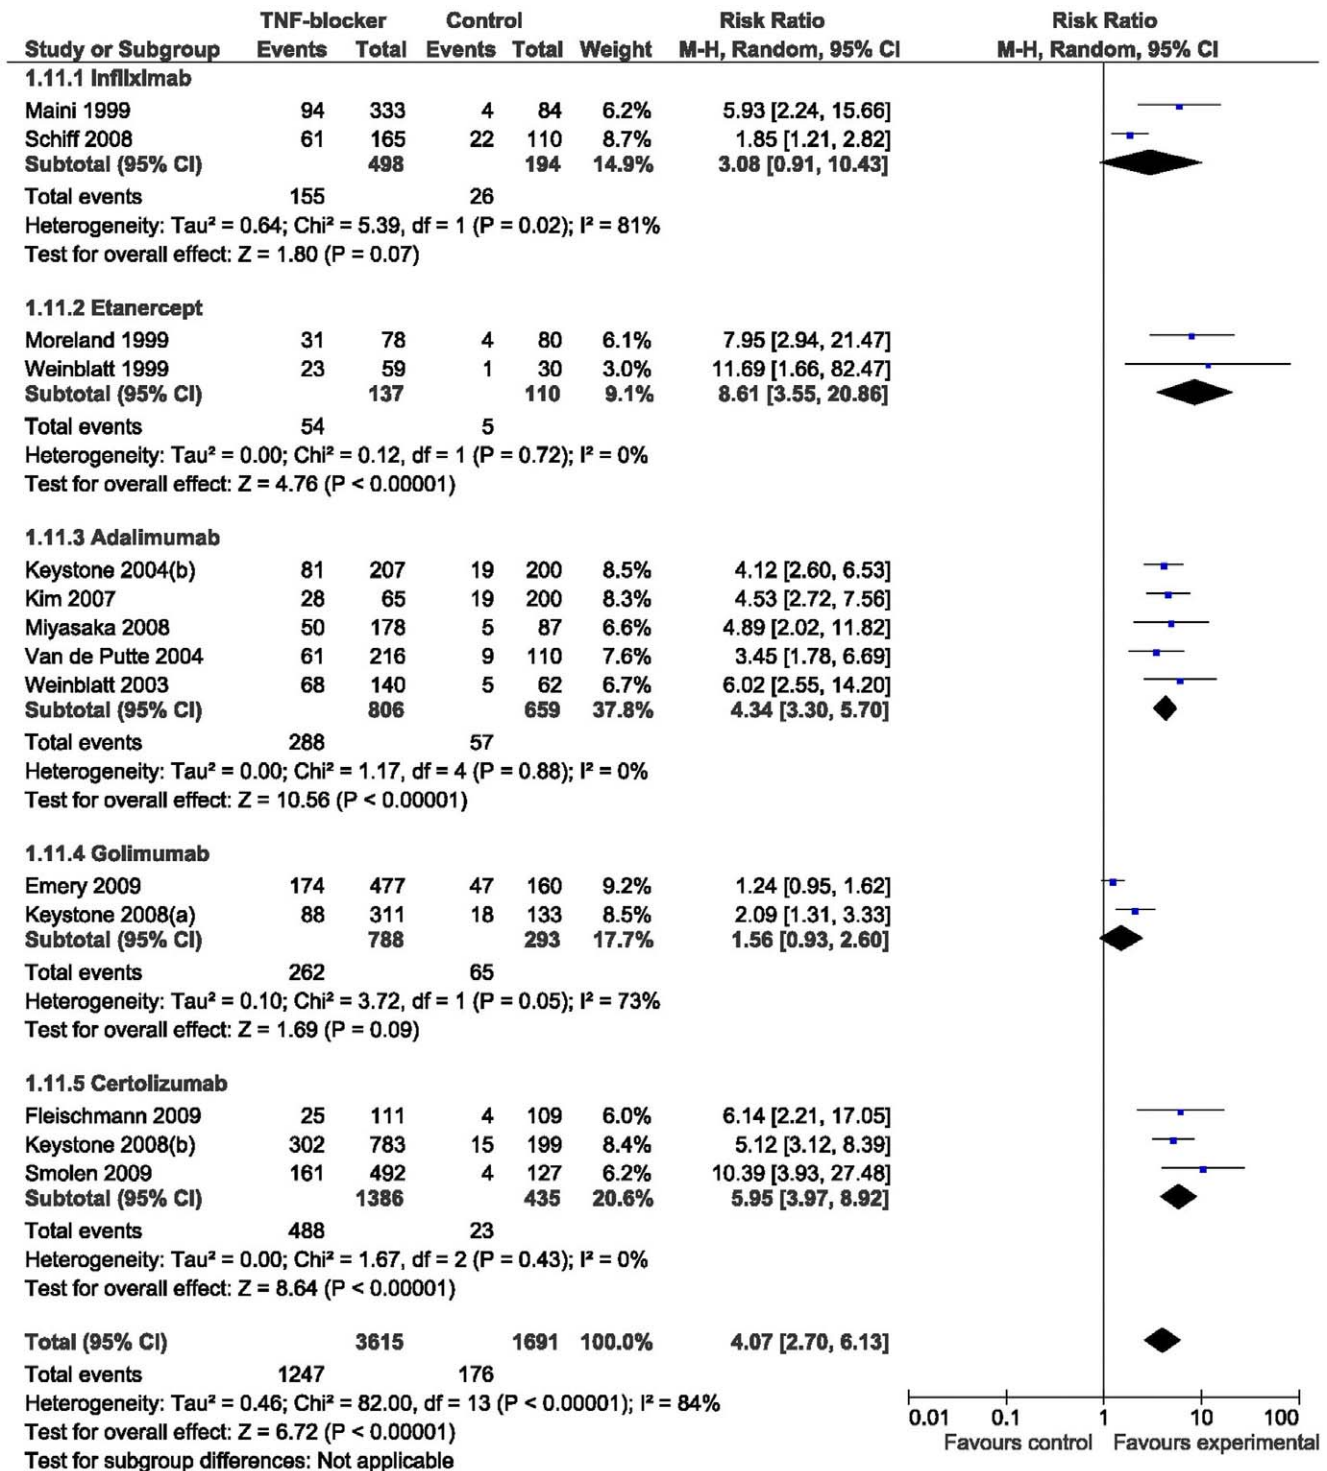 TNF-blocker Control Risk Ratio Risk Ratio
Study or Subgroup Events Total Events Total Weight M-H, Random, 95% CI M-H, Random, 95% CI
1.11.1 Infliximab
Maini 1999 94 333 4 84 6.2% 5.93 [2.24, 15.66]
Schiff 2008 61 165 22 110 8.7% 1.85 [1.21, 2.82]
Subtotal (95% CI) 498 194 14.9% 3.08 [0.91, 10.43]
Total events 155 26
Heterogeneity: Tau² = 0.64; Chi² = 5.39, df = 1 (P = 0.02); I² = 81%
Test for overall effect: Z = 1.80 (P = 0.07)
1.11.2 Etanercept
Moreland 1999 31 78 4 80 6.1% 7.95 [2.94, 21.47]
Weinblatt 1999 23 59 1 30 3.0% 11.69 [1.66, 82.47]
Subtotal (95% CI) 137 110 9.1% 8.61 [3.55, 20.86]
Total events 54 5
Heterogeneity: Tau² = 0.00; Chi² = 0.12, df = 1 (P = 0.72); I² = 0%
Test for overall effect: Z = 4.76 (P < 0.00001)
1.11.3 Adalimumab
Keystone 2004(b) 81 207 19 200 8.5% 4.12 [2.60, 6.53]
Kim 2007 28 65 19 200 8.3% 4.53 [2.72, 7.56]
Miyasaka 2008 50 178 5 87 6.6% 4.89 [2.02, 11.82]
Van de Putte 2004 61 216 9 110 7.6% 3.45 [1.78, 6.69]
Weinblatt 2003 68 140 5 62 6.7% 6.02 [2.55, 14.20]
Subtotal (95% CI) 806 659 37.8% 4.34 [3.30, 5.70]
Total events 288 57
Heterogeneity: Tau² = 0.00; Chi² = 1.17, df = 4 (P = 0.88); I² = 0%
Test for overall effect: Z = 10.56 (P < 0.00001)
1.11.4 Golimumab
Emery 2009 174 477 47 160 9.2% 1.24 [0.95, 1.62]
Keystone 2008(a) 88 311 18 133 8.5% 2.09 [1.31, 3.33]
Subtotal (95% CI) 788 293 17.7% 1.56 [0.93, 2.60]
Total events 262 65
Heterogeneity: Tau² = 0.10; Chi² = 3.72, df = 1 (P = 0.05); I² = 73%
Test for overall effect: Z = 1.69 (P = 0.09)
1.11.5 Certolizumab
Fleischmann 2009 25 111 4 109 6.0% 6.14 [2.21, 17.05]
Keystone 2008(b) 302 783 15 199 8.4% 5.12 [3.12, 8.39]
Smolen 2009 161 492 4 127 6.2% 10.39 [3.93, 27.48]
Subtotal (95% CI) 1386 435 20.6% 5.95 [3.97, 8.92]
Total events 488 23
Heterogeneity: Tau² = 0.00; Chi² = 1.67, df = 2 (P = 0.43); I² = 0%
Test for overall effect: Z = 8.64 (P < 0.00001)
Total (95% CI) 3615 1691 100.0% 4.07 [2.70, 6.13]
Total events 1247 176
Heterogeneity: Tau² = 0.46; Chi² = 82.00, df = 13 (P < 0.00001); I² = 84%
Test for overall effect: Z = 6.72 (P < 0.00001)
Test for subgroup differences: Not applicable
0.01 0.1 1 10 100
Favours control Favours experimental